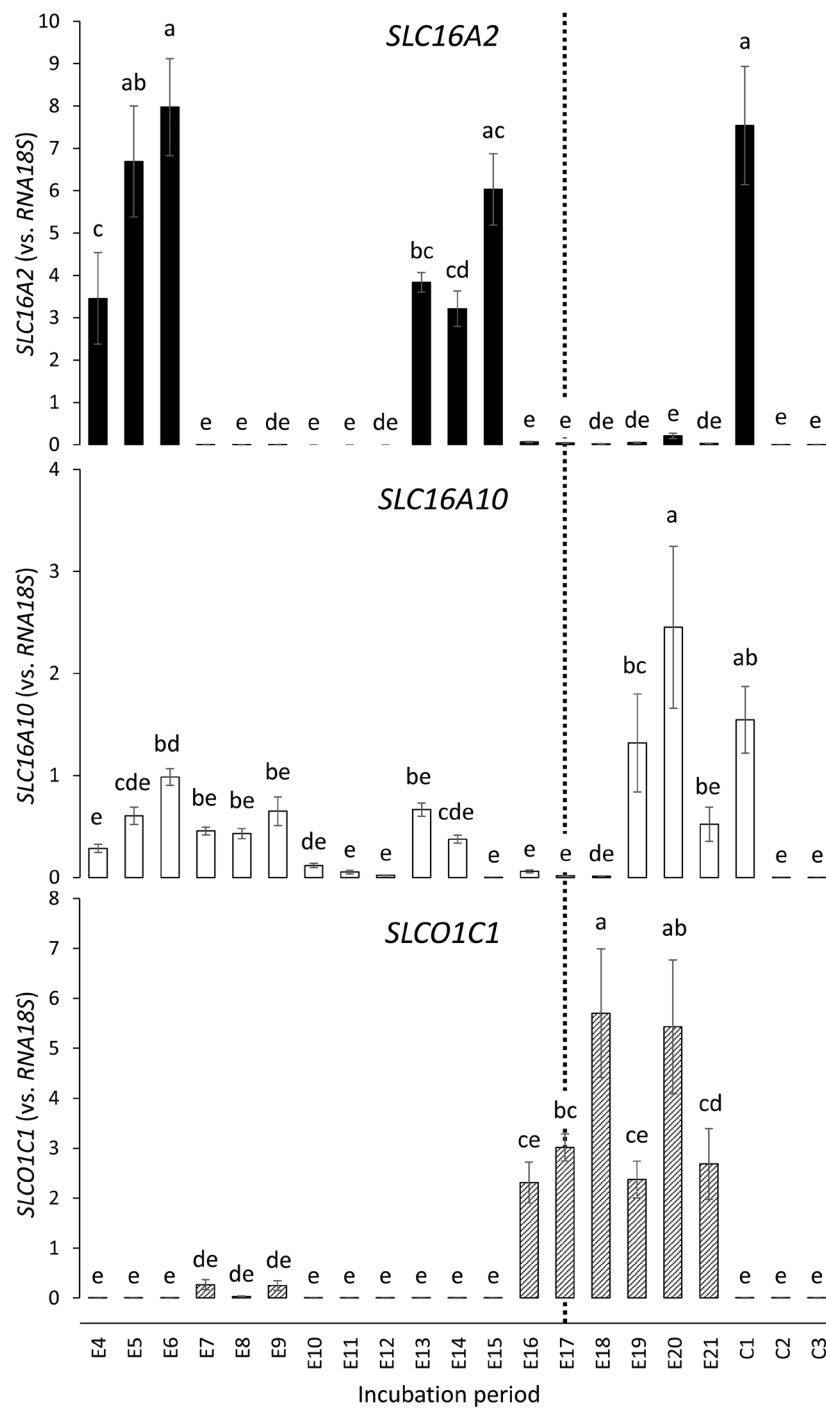 SLC16A2
SLC16A2 (vs. RNA18S)
10
9
8
7
6
5
4
3
2
1
0
c ab a e e de e e de bc cd ac e e de de e de a e e
SLC16A10
SLC16A10 (vs. RNA18S)
4
3
2
1
0
e cde bd be be be de e e be cde e e e de bc a be ab e e
SLCO1C1
SLCO1C1 (vs. RNA18S)
8
7
6
5
4
3
2
1
0
e e e de de de e e e e e e ce bc a ce ab cd e e e
E4 E5 E6 E7 E8 E9 E10 E11 E12 E13 E14 E15 E16 E17 E18 E19 E20 E21 C1 C2 C3
Incubation period